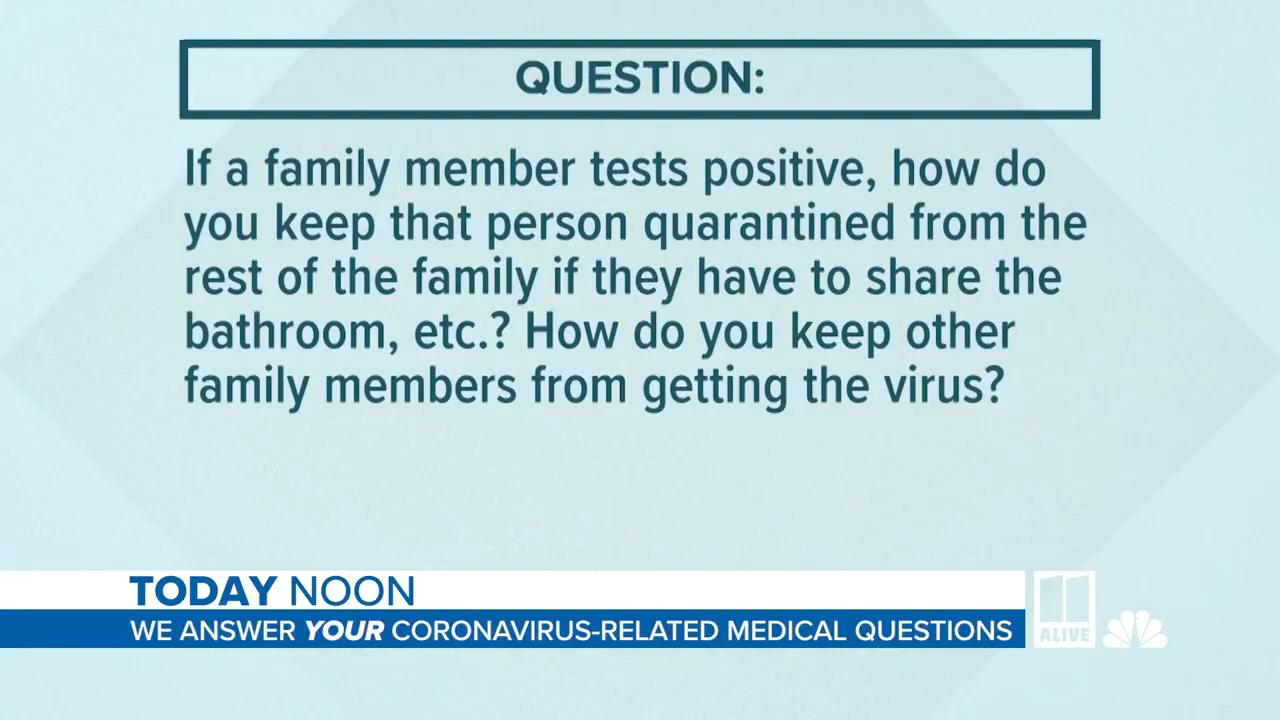 QUESTION:
If a family member tests positive, how do
you keep that person quarantined from the
rest of the family if they have to share the
bathroom, etc.? How do you keep other
family members from getting the virus?
TODAY NOON
WE ANSWER YOUR CORONAVIRUS-RELATED MEDICAL QUESTIONS
11
ALIVE